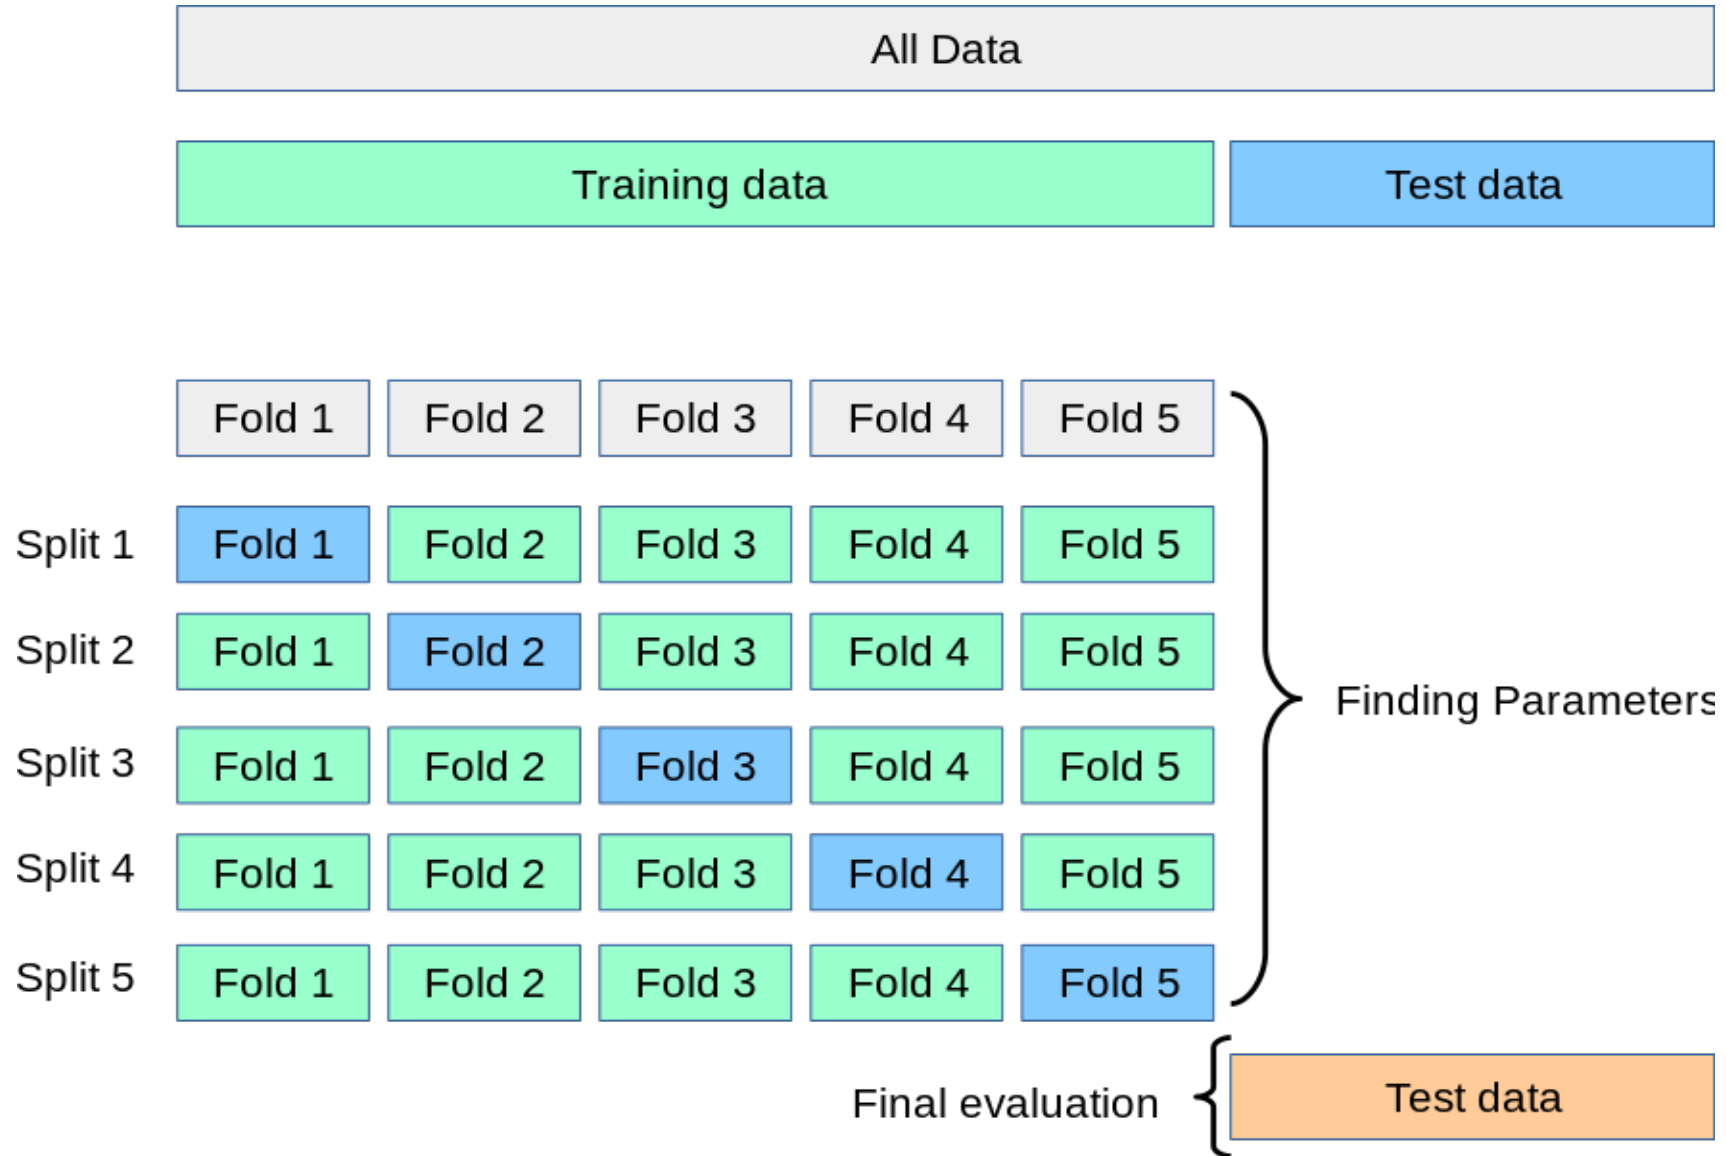 All Data
Training data Test data
Fold 1 Fold 2 Fold 3 Fold 4 Fold 5
Split 1 Fold 1 Fold 2 Fold 3 Fold 4 Fold 5
Split 2 Fold 1 Fold 2 Fold 3 Fold 4 Fold 5
Finding Parameters
Split 3 Fold 1 Fold 2 Fold 3 Fold 4 Fold 5
Split 4 Fold 1 Fold 2 Fold 3 Fold 4 Fold 5
Split 5 Fold 1 Fold 2 Fold 3 Fold 4 Fold 5
Final evaluation Test data